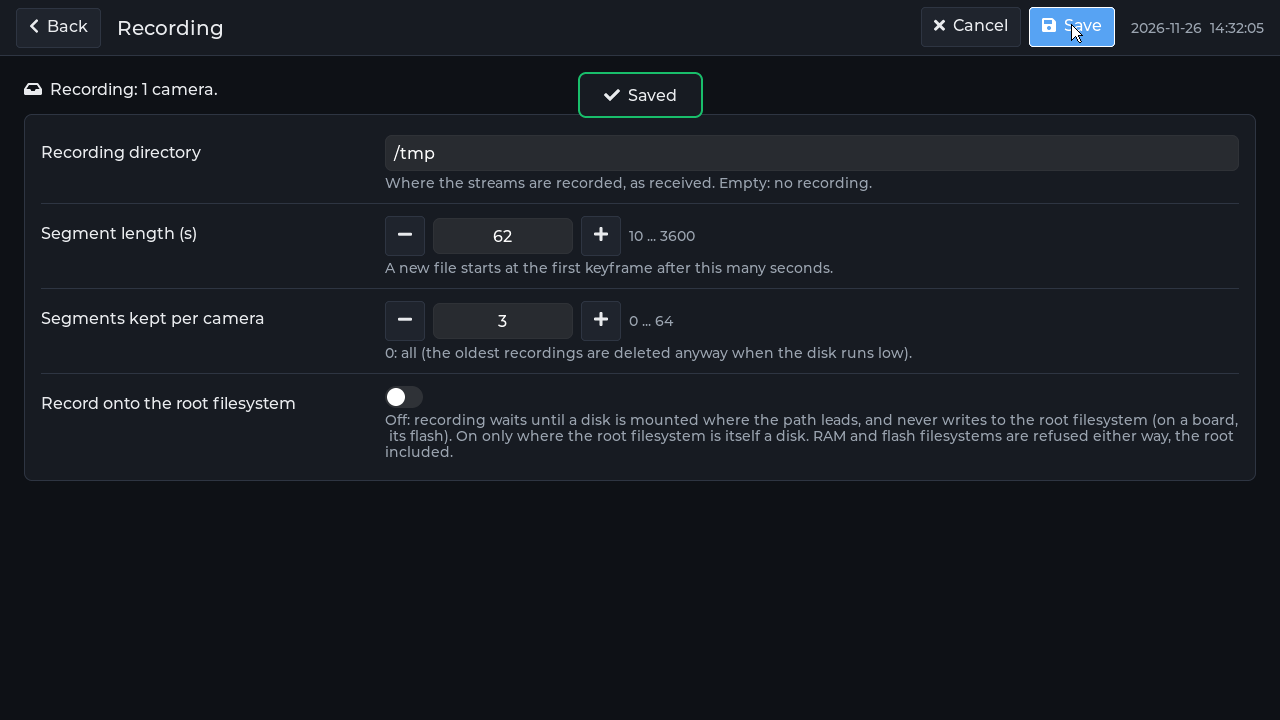 Back
Recording
Cancel
Save
2026-11-26 14:32:05
Recording: 1 camera.
Saved
Recording directory
/tmp
Where the streams are recorded, as received. Empty: no recording.
Segment length (s)
62
10 ... 3600
A new file starts at the first keyframe after this many seconds.
Segments kept per camera
3
0 ... 64
0: all (the oldest recordings are deleted anyway when the disk runs low).
Record onto the root filesystem
Off: recording waits until a disk is mounted where the path leads, and never writes to the root filesystem (on a board,
its flash). On only where the root filesystem is itself a disk. RAM and flash filesystems are refused either way, the root
included.